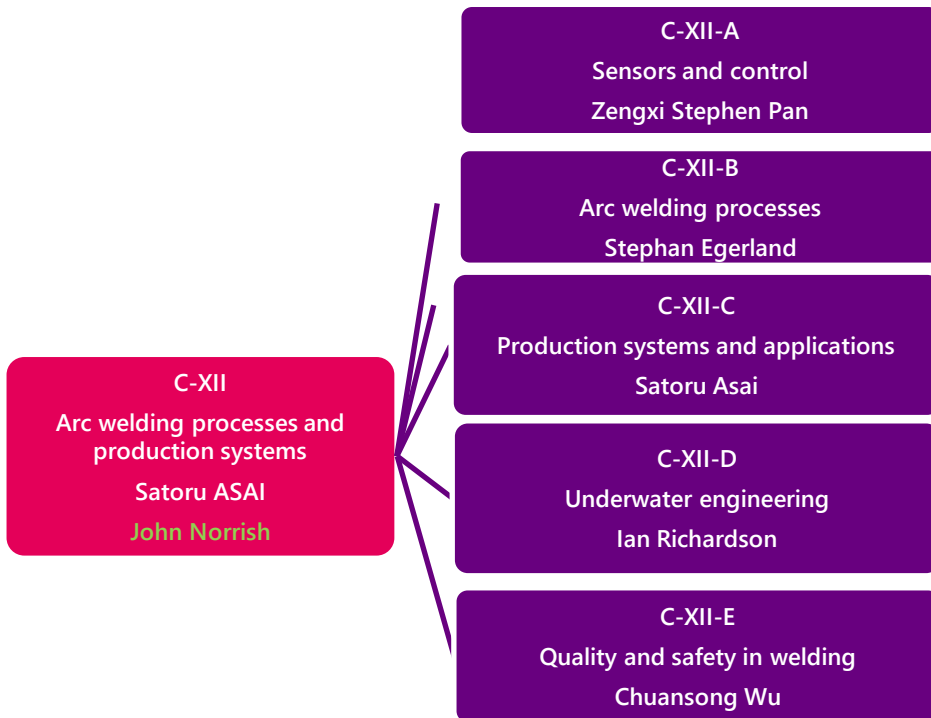 C-XII-A
Sensors and control
Zengxi Stephen Pan
C-XII-B
Arc welding processes
Stephan Egerland
C-XII-C
Production systems and applications
Satoru Asai
C-XII
Arc welding processes and
production systems
Satoru ASAI
John Norrish
C-XII-D
Underwater engineering
Ian Richardson
C-XII-E
Quality and safety in welding
Chuansong Wu